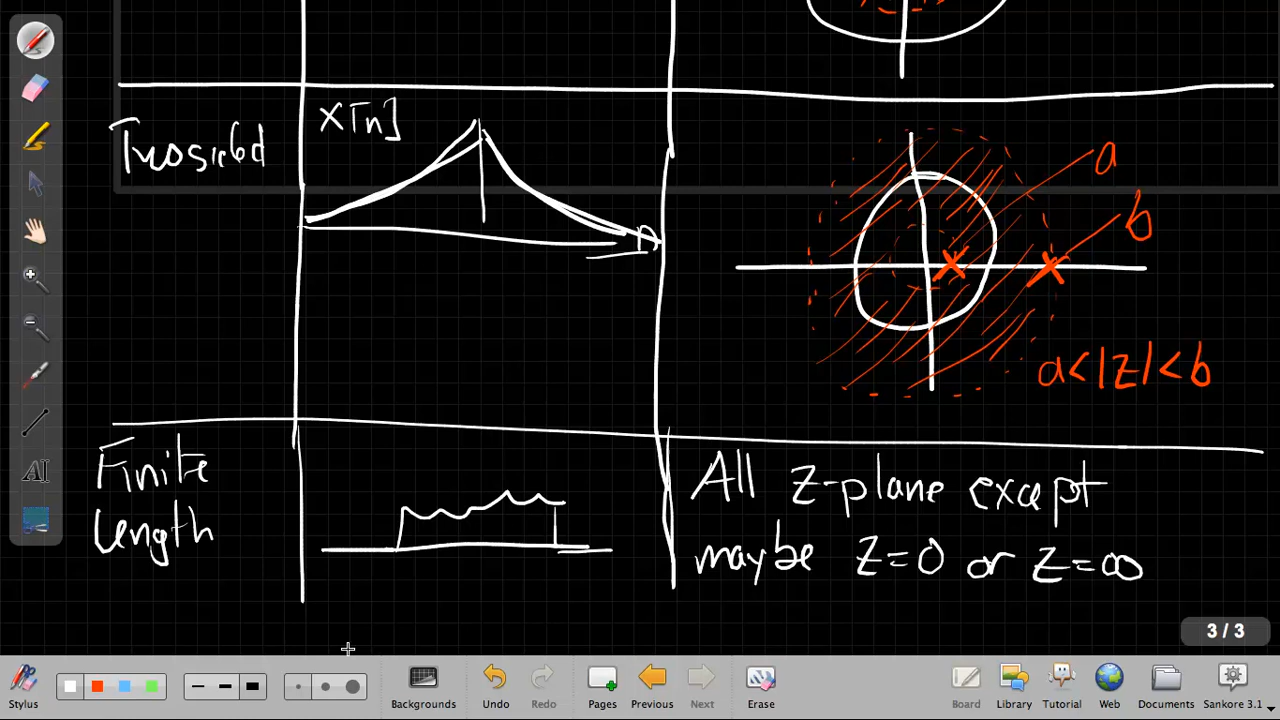 Twosided
X[n]
n
a
b
a<|z|<b
Finite
length
All z-plane except
maybe z=0 or z=∞
3 / 3
Stylus
Backgrounds
Undo
Redo
Pages
Previous
Next
Erase
Board
Library
Tutorial
Web
Documents
Sankore 3.1